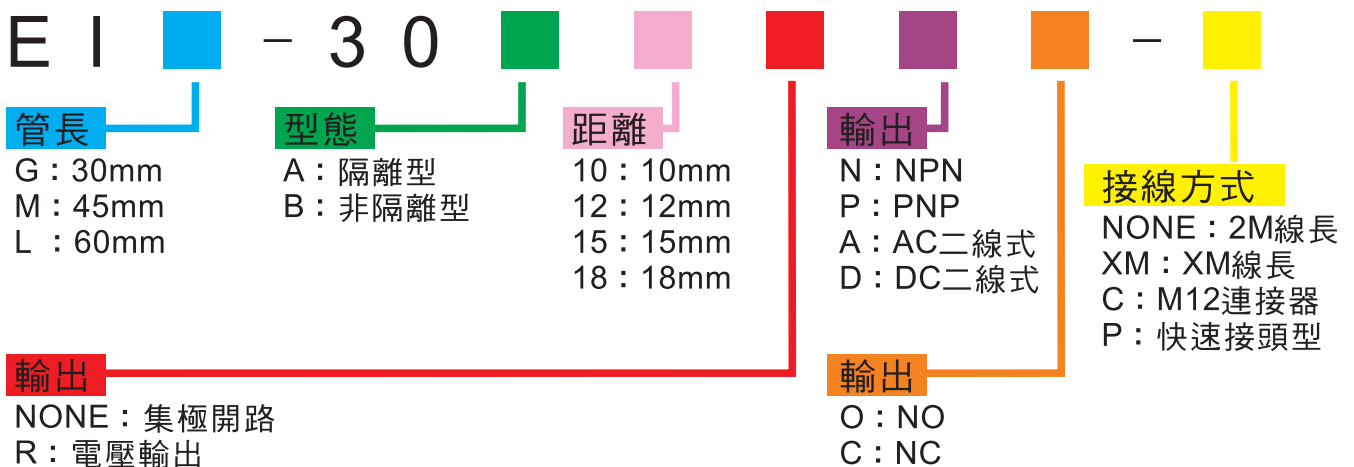 EI - 30 -
管長
G：30mm
M：45mm
L ：60mm
型態
A：隔離型
B：非隔離型
距離
10：10mm
12：12mm
15：15mm
18：18mm
輸出
NONE：集極開路
R：電壓輸出
輸出
N：NPN
P：PNP
A：AC二線式
D：DC二線式
輸出
O：NO
C：NC
接線方式
NONE：2M線長
XM：XM線長
C：M12連接器
P：快速接頭型